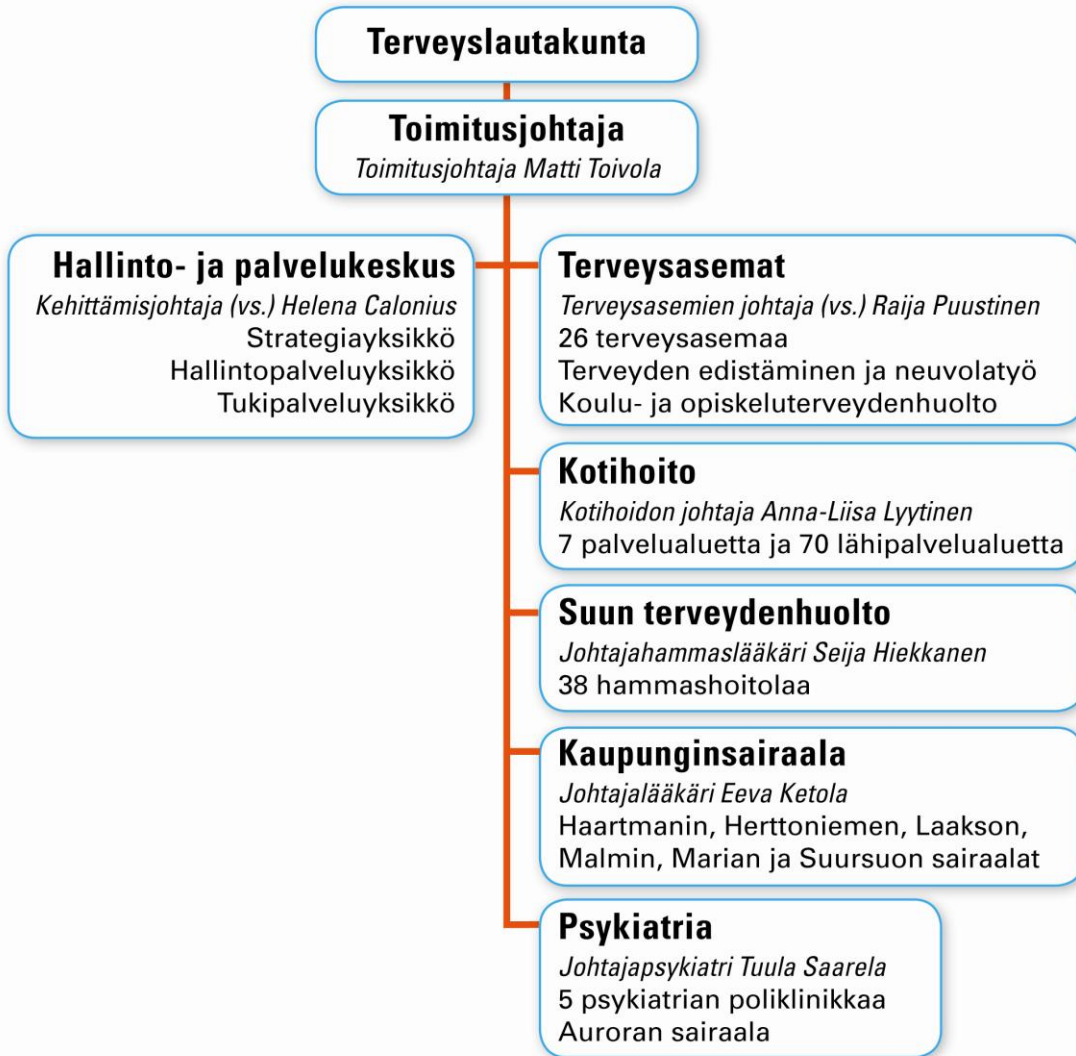 Terveyslautakunta
Toimitusjohtaja
Toimitusjohtaja Matti Toivola
Hallinto- ja palvelukeskus
Kehittämisjohtaja (vs.) Helena Calonius
Strategiayksikkö
Hallintopalveluyksikkö
Tukipalveluyksikkö
Terveysasemat
Terveysasemien johtaja (vs.) Raija Puustinen
26 terveysasemaa
Terveyden edistäminen ja neuvolatyö
Koulu- ja opiskeluterveydenhuolto
Kotihoito
Kotihoidon johtaja Anna-Liisa Lyytinen
7 palvelualuetta ja 70 lähipalvelualuetta
Suun terveydenhuolto
Johtajahammaslääkäri Seija Hiekkanen
38 hammashoitolaa
Kaupunginsairaala
Johtajalääkäri Eeva Ketola
Haartmanin, Herttoniemen, Laakson,
Malmin, Marian ja Suursuon sairaalat
Psykiatria
Johtajapsykiatri Tuula Saarela
5 psykiatrian poliklinikkaa
Auroran sairaala